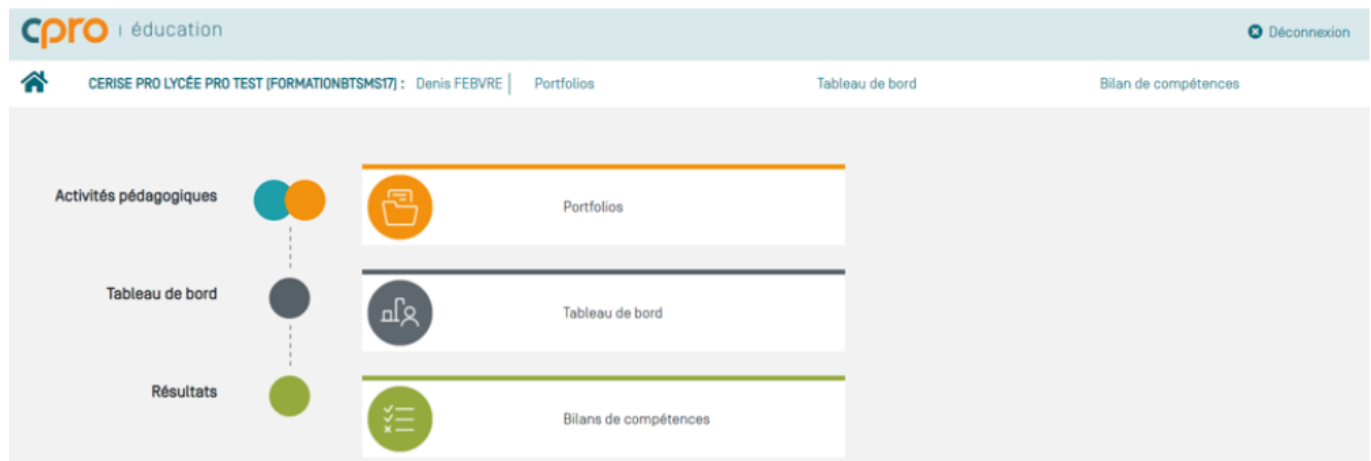 cpro | éducation
Déconnexion
CERISE PRO LYCÉE PRO TEST (FORMATIONBTSMS17) : Denis FEBVRE | Portfolios Tableau de bord Bilan de compétences
Activités pédagogiques
Portfolios
Tableau de bord
Tableau de bord
Résultats
Bilans de compétences